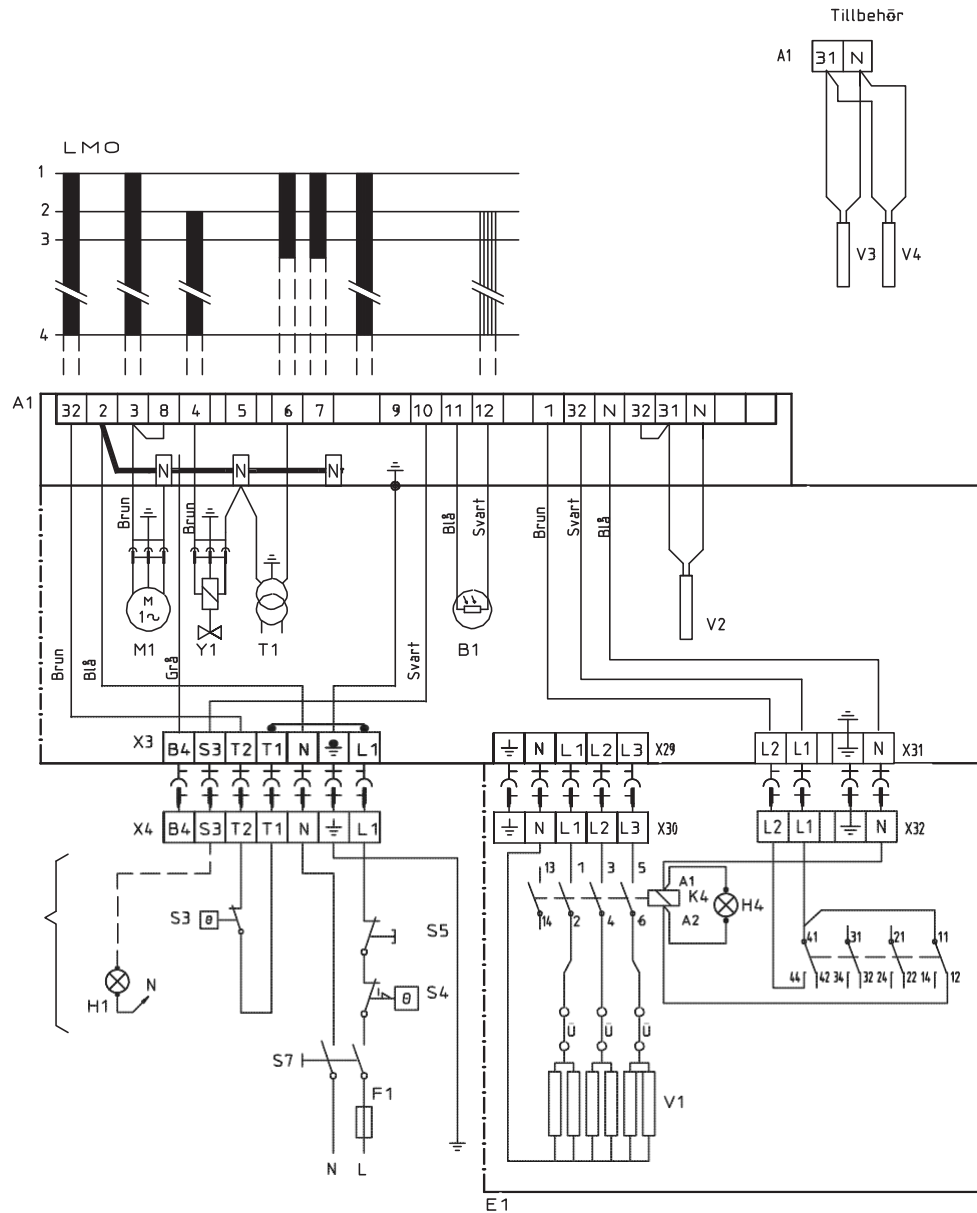 Tillbehör
A1 31 N
V3 V4
LMO
1
2
3
4
A1 32 2 3 8 4 5 6 7 9 10 11 12 1 32 N 32 31 N
N N N
Brun Brun Blå Svart Brun Svart Blå
M
1~
M1 Y1 T1 B1 V2
Brun Blå Grå Svart
X3 B4 S3 T2 T1 N L1
N L1 L2 L3 X29
L2 L1 N X31
X4 B4 S3 T2 T1 N L1
N L1 L2 L3 X30
L2 L1 N X32
13 1 3 5
A1
K4
A2
H4
14 2 4 6
S3 θ
S5
S4 θ
H1 N
41 31 21 11
44 42 34 32 24 22 14 12
Ü Ü Ü
S7
F1
V1
N L
E1